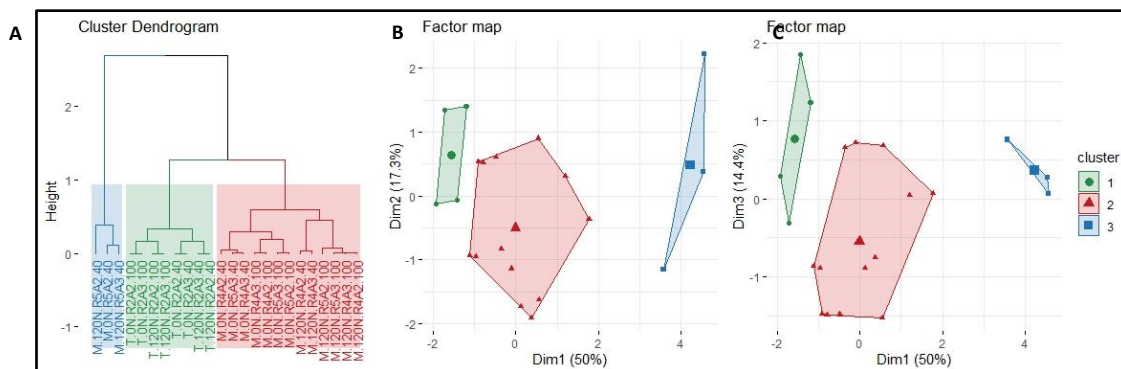 A
Cluster Dendrogram
Height
2
1
0
-1
M.120N.R5A2.40
M.0N.R5A2.40
M.120N.R5A3.40
T.0N.R2A2.100
T.0N.R2A3.100
T.120N.R2A2.100
T.120N.R2A3.100
T.0N.R2A2.40
T.0N.R2A3.40
T.120N.R2A3.40
T.120N.R2A2.40
M.0N.R4A2.40
M.0N.R5A3.40
M.0N.R4A3.40
M.0N.R4A3.100
M.0N.R4A2.100
M.0N.R5A3.100
M.0N.R5A2.100
M.120N.R4A2.40
M.120N.R4A3.40
M.120N.R5A2.100
M.120N.R5A3.100
M.120N.R4A3.100
M.120N.R4A2.100
B
Factor map
Dim2 (17.3%)
2
1
0
-1
-2
-2 0 2 4
Dim1 (50%)
C
Factor map
Dim3 (14.4%)
2
1
0
-1
-2 0 2 4
Dim1 (50%)
cluster
1
2
3